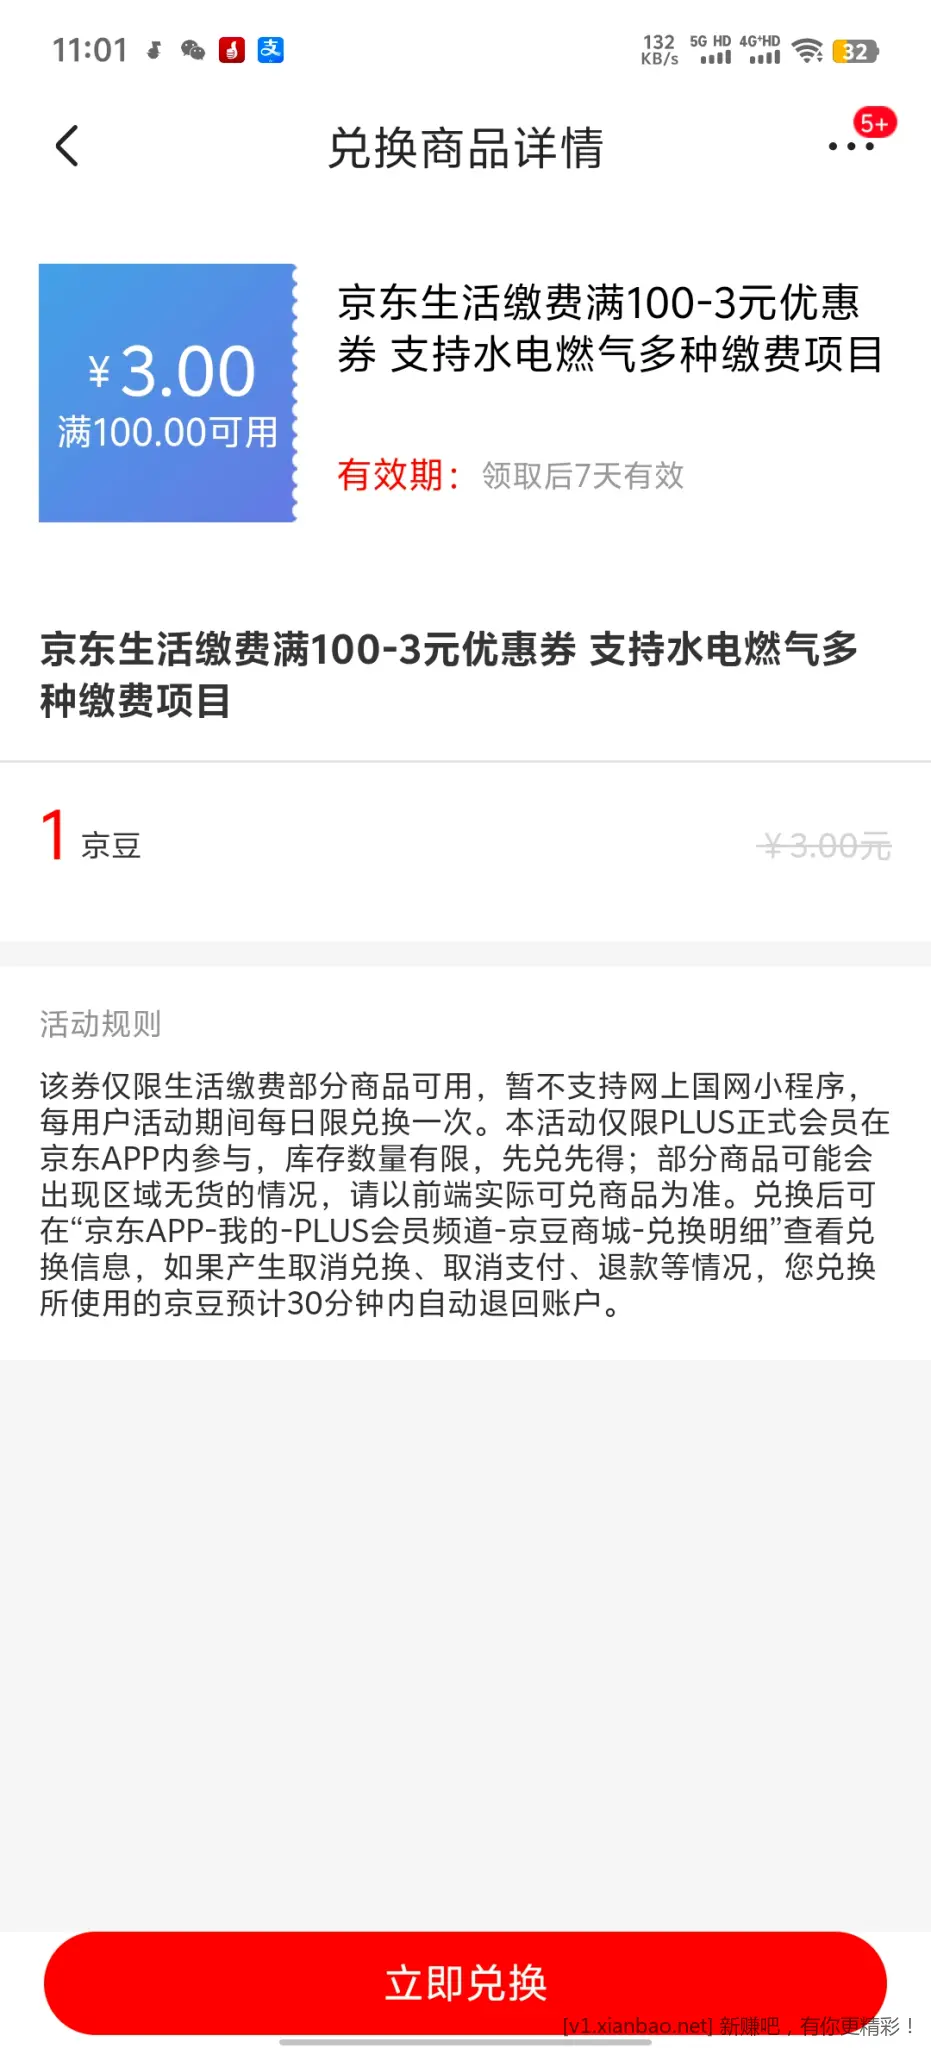 11:01
132
KB/s
5G HD
4G+HD
32
兑换商品详情
5+
¥3.00
满100.00可用
京东生活缴费满100-3元优惠
券 支持水电燃气多种缴费项目
有效期：领取后7天有效
京东生活缴费满100-3元优惠券 支持水电燃气多
种缴费项目
1 京豆
¥3.00元
活动规则
该券仅限生活缴费部分商品可用，暂不支持网上国网小程序，
每用户活动期间每日限兑换一次。本活动仅限PLUS正式会员在
京东APP内参与，库存数量有限，先兑先得；部分商品可能会
出现区域无货的情况，请以前端实际可兑商品为准。兑换后可
在“京东APP-我的-PLUS会员频道-京豆商城-兑换明细”查看兑
换信息，如果产生取消兑换、取消支付、退款等情况，您兑换
所使用的京豆预计30分钟内自动退回账户。
立即兑换
[v1.xianbao.net] 新赚吧，有你更精彩！